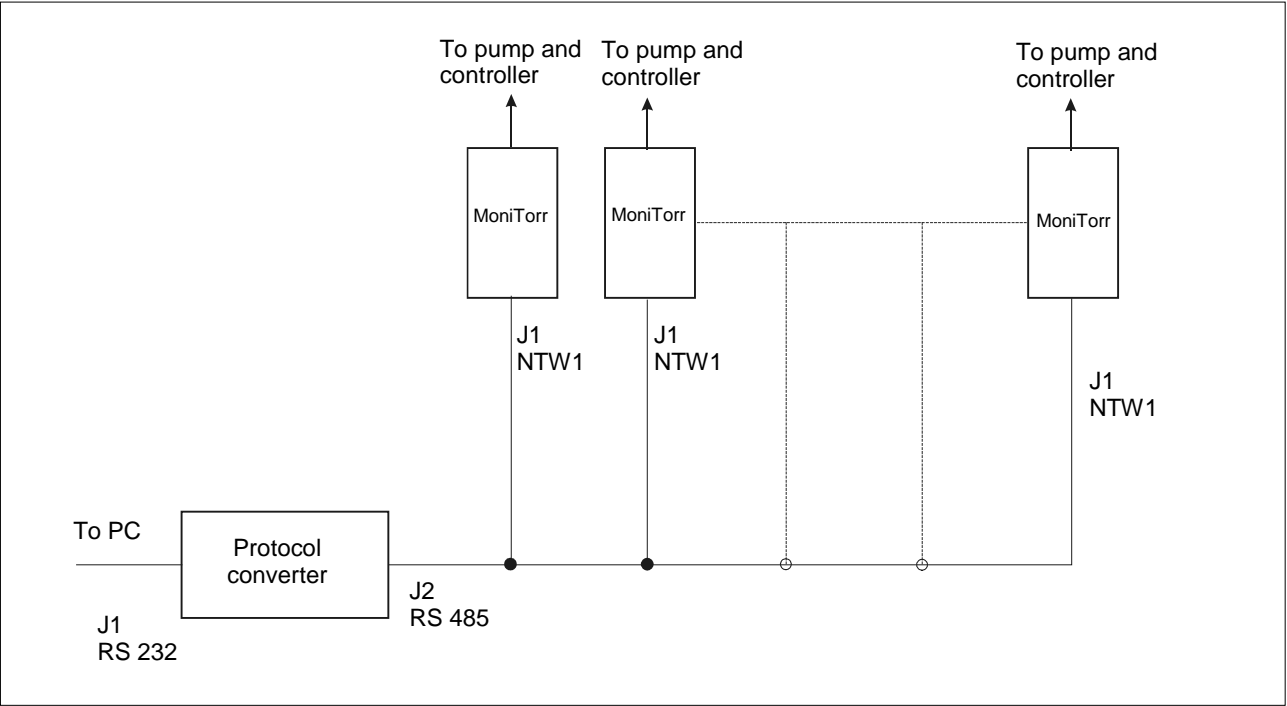 To pump and
controller
To pump and
controller
To pump and
controller
MoniTorr
MoniTorr
MoniTorr
J1
NTW1
J1
NTW1
J1
NTW1
To PC
Protocol
converter
J2
RS 485
J1
RS 232